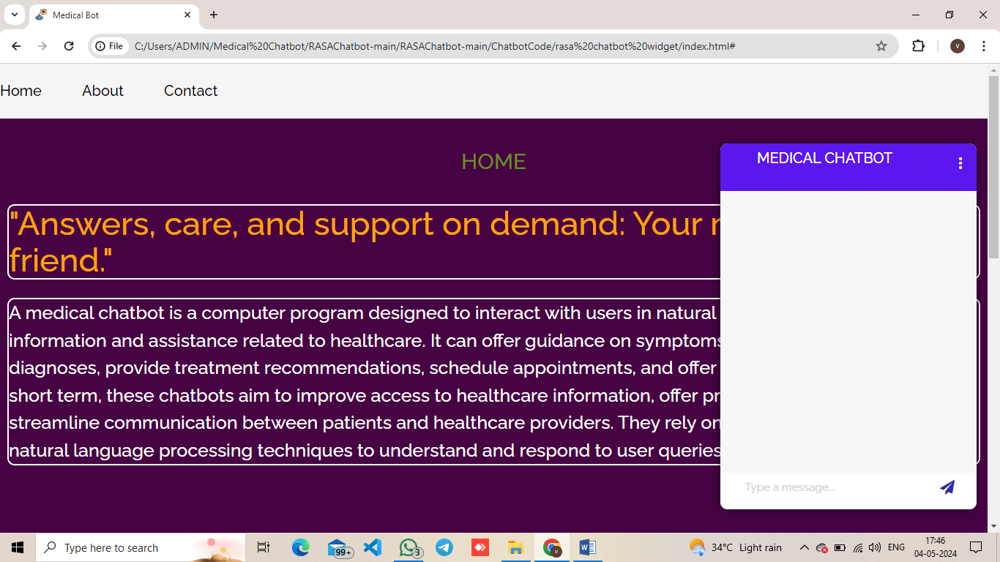 Medical Bot
File
C:/Users/ADMIN/Medical%20Chatbot/RASAChatbot-main/RASAChatbot-main/ChatbotCode/rasa%20chatbot%20widget/index.html#
V
Home About Contact
HOME
MEDICAL CHATBOT
"Answers, care, and support on demand: Your
friend."
A medical chatbot is a computer program designed to interact with users in natural
information and assistance related to healthcare. It can offer guidance on symptoms
diagnoses, provide treatment recommendations, schedule appointments, and offer
short term, these chatbots aim to improve access to healthcare information, offer pr
streamline communication between patients and healthcare providers. They rely on
natural language processing techniques to understand and respond to user queries
Type a message...
Type here to search
99+
3
V
34°C Light rain
ENG
17:46
04-05-2024